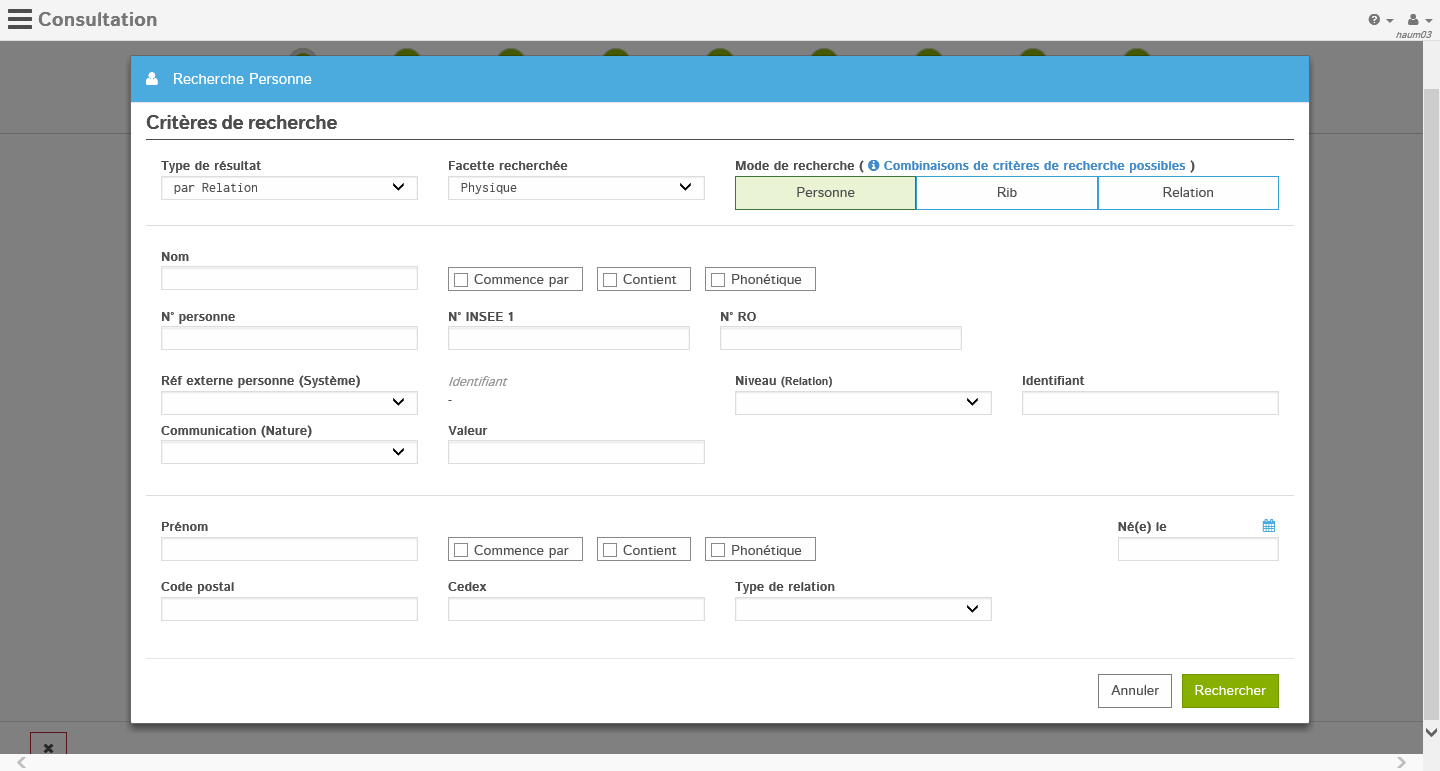 Consultation
haum03
Recherche Personne
Critères de recherche
Type de résultat
Facette recherchée
Mode de recherche ( Combinaisons de critères de recherche possibles )
par Relation
Physique
Personne
Rib
Relation
Nom
Commence par
Contient
Phonétique
N° personne
N° INSEE 1
N° RO
Réf externe personne (Système)
Identifiant
-
Niveau (Relation)
Identifiant
Communication (Nature)
Valeur
Prénom
Commence par
Contient
Phonétique
Né(e) le
Code postal
Cedex
Type de relation
Annuler
Rechercher